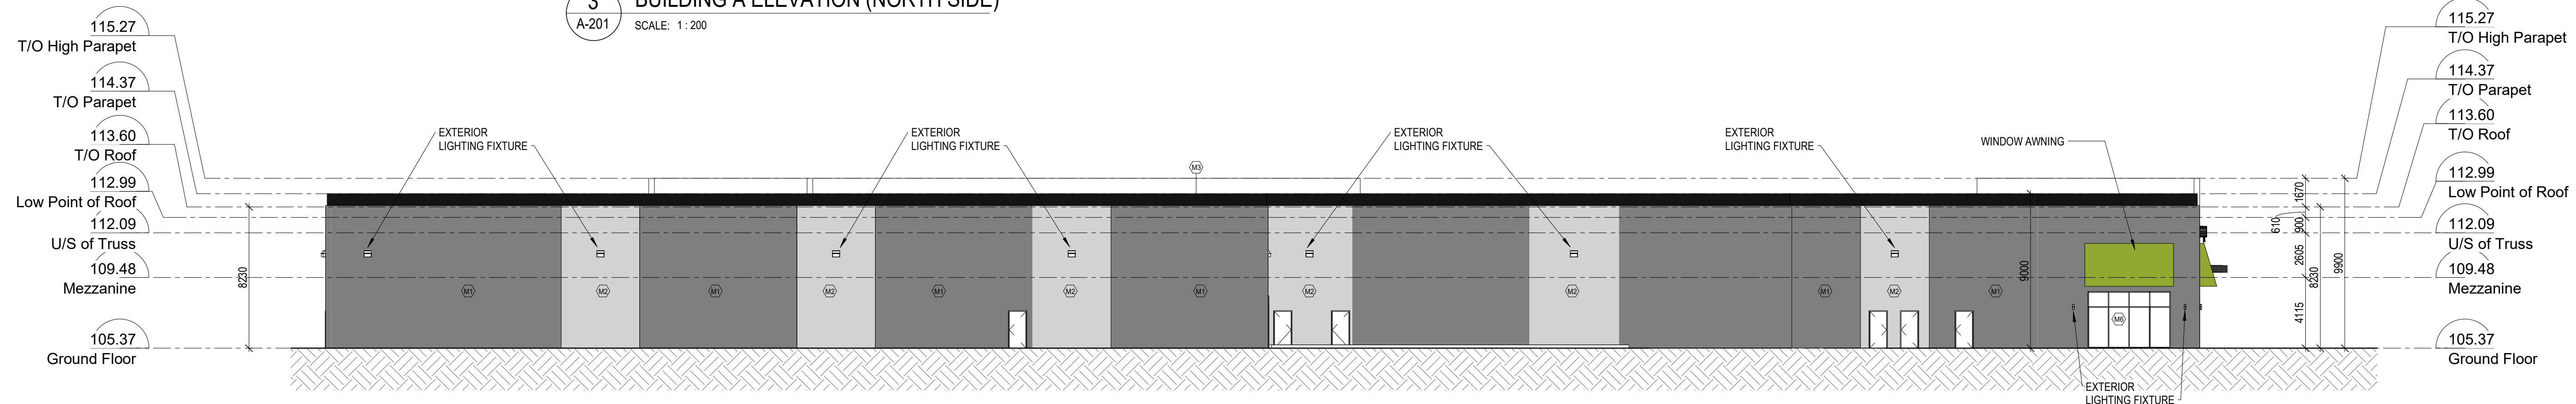 3
A-201
BUILDING A ELEVATION (NORTH SIDE)
SCALE: 1 : 200
115.27
T/O High Parapet
114.37
T/O Parapet
113.60
T/O Roof
112.99
Low Point of Roof
112.09
U/S of Truss
109.48
Mezzanine
105.37
Ground Floor
8230
EXTERIOR
LIGHTING FIXTURE
EXTERIOR
LIGHTING FIXTURE
M3
EXTERIOR
LIGHTING FIXTURE
EXTERIOR
LIGHTING FIXTURE
WINDOW AWNING
M1
M2
M1
M2
M1
M2
M1
M2
M2
M1
M2
M1
M6
9000
EXTERIOR
LIGHTING FIXTURE
610
1670
900
2605
4115
8230
9900
115.27
T/O High Parapet
114.37
T/O Parapet
113.60
T/O Roof
112.99
Low Point of Roof
112.09
U/S of Truss
109.48
Mezzanine
105.37
Ground Floor